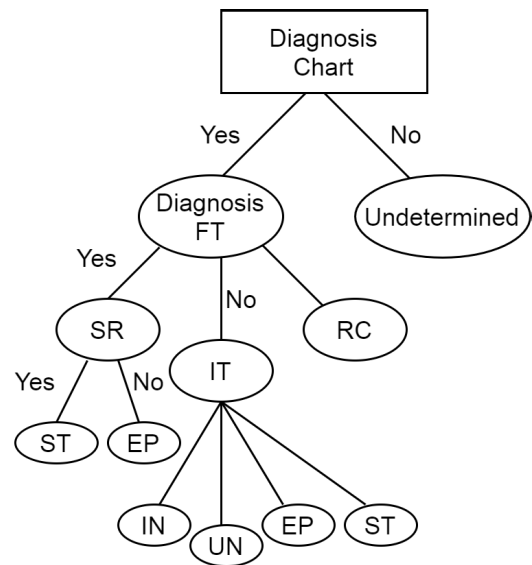 Diagnosis
Chart
Yes
No
Diagnosis
FT
Undetermined
Yes
No
SR
RC
IT
Yes
No
ST
EP
IN
UN
EP
ST